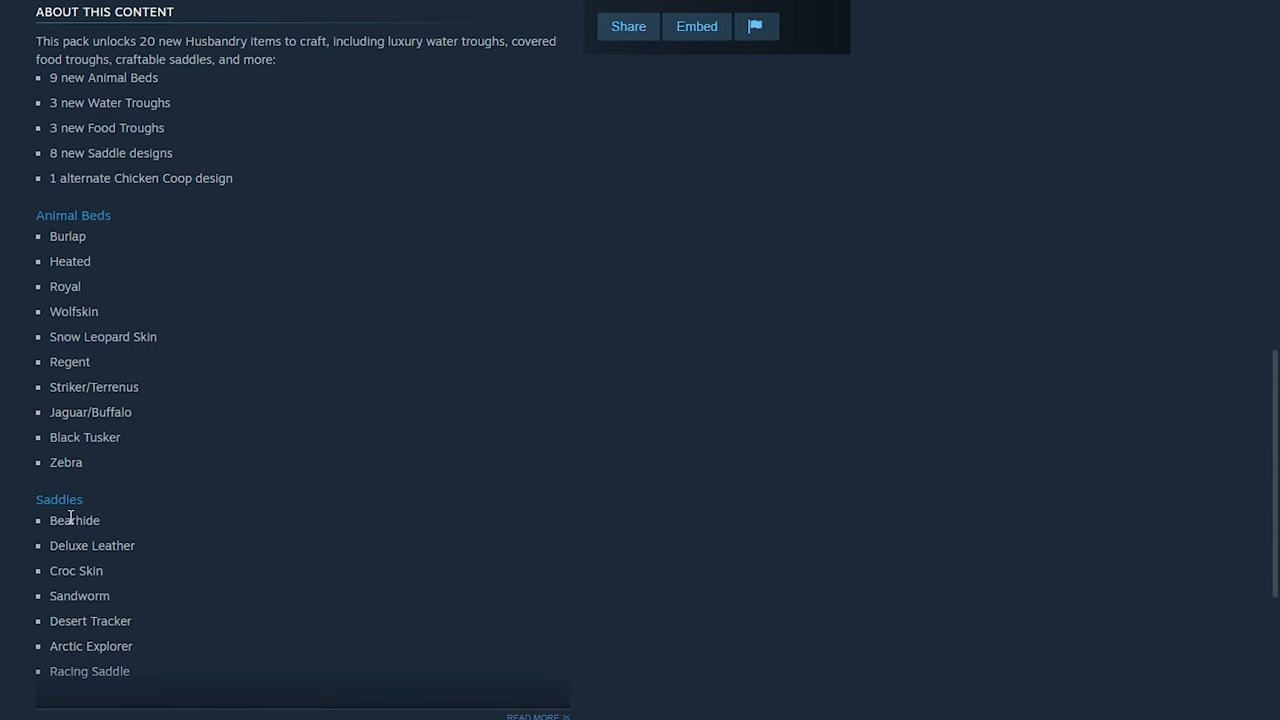 ABOUT THIS CONTENT
Share
Embed
This pack unlocks 20 new Husbandry items to craft, including luxury water troughs, covered
food troughs, craftable saddles, and more:
9 new Animal Beds
3 new Water Troughs
3 new Food Troughs
8 new Saddle designs
1 alternate Chicken Coop design
Animal Beds
Burlap
Heated
Royal
Wolfskin
Snow Leopard Skin
Regent
Striker/Terrenus
Jaguar/Buffalo
Black Tusker
Zebra
Saddles
Bearhide
Deluxe Leather
Croc Skin
Sandworm
Desert Tracker
Arctic Explorer
Racing Saddle
READ MORE